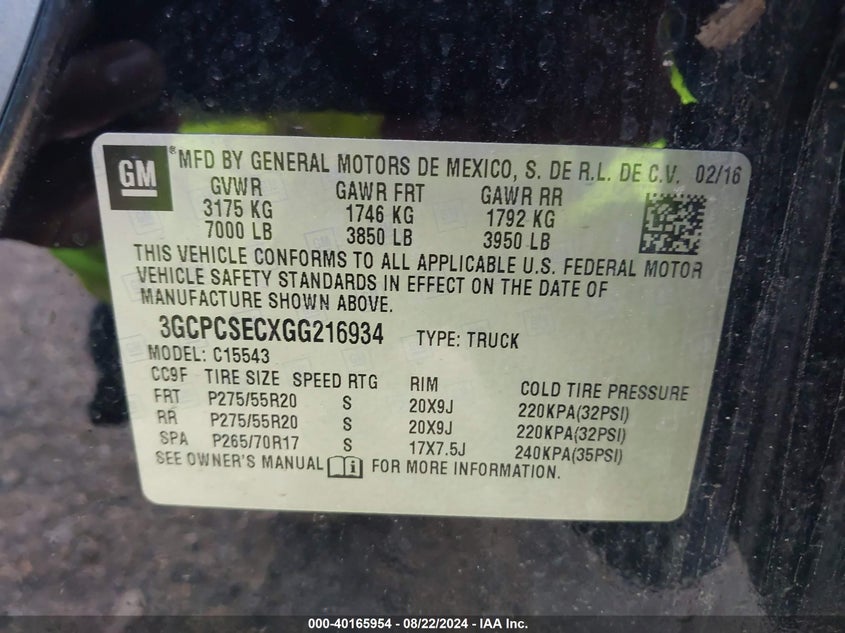 GM ® MFD BY GENERAL MOTORS DE MEXICO, S. DE R.L. DE C.V. 02/16
GVWR GAWR FRT GAWR RR
3175 KG 1746 KG 1792 KG
7000 LB 3850 LB 3950 LB
THIS VEHICLE CONFORMS TO ALL APPLICABLE U.S. FEDERAL MOTOR
VEHICLE SAFETY STANDARDS IN EFFECT ON THE DATE OF
MANUFACTURE SHOWN ABOVE.
3GCPCSECXGG216934 TYPE: TRUCK
MODEL: C15543
CC9F TIRE SIZE SPEED RTG RIM COLD TIRE PRESSURE
FRT P275/55R20 S 20X9J 220KPA(32PSI)
RR P275/55R20 S 20X9J 220KPA(32PSI)
SPA P265/70R17 S 17X7.5J 240KPA(35PSI)
SEE OWNER'S MANUAL i FOR MORE INFORMATION.
000-40165954 - 08/22/2024 - IAA Inc.